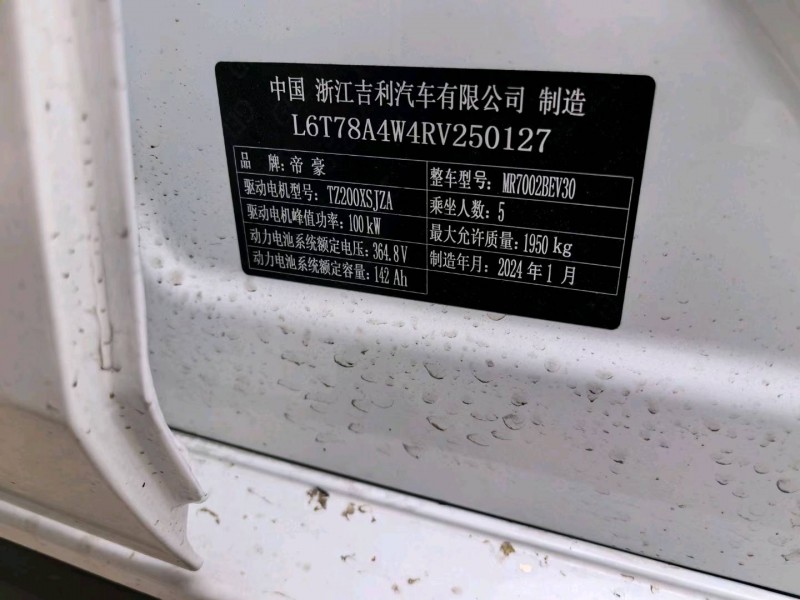 中国 浙江吉利汽车有限公司 制造
L6T78A4W4RV250127
品 牌:帝豪
驱动电机型号:TZ200XSJZA
驱动电机峰值功率:100 kW
动力电池系统额定电压:364.8 V
动力电池系统额定容量:142 Ah
整车型号:MR7002BEV30
乘坐人数:5
最大允许质量:1950 kg
制造年月:2024 年 1 月